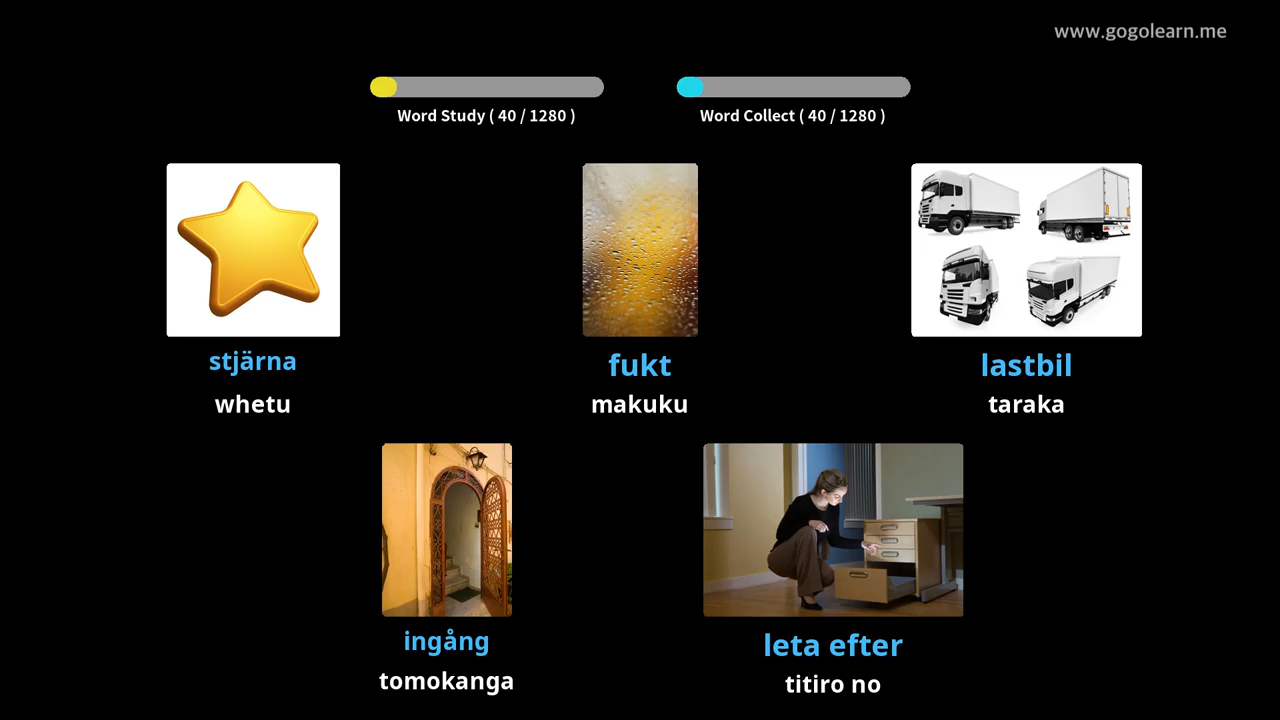 www.gogolearn.me
Word Study ( 40 / 1280 )
Word Collect ( 40 / 1280 )
stjärna
whetu
fukt
makuku
lastbil
taraka
ingång
tomokanga
leta efter
titiro no